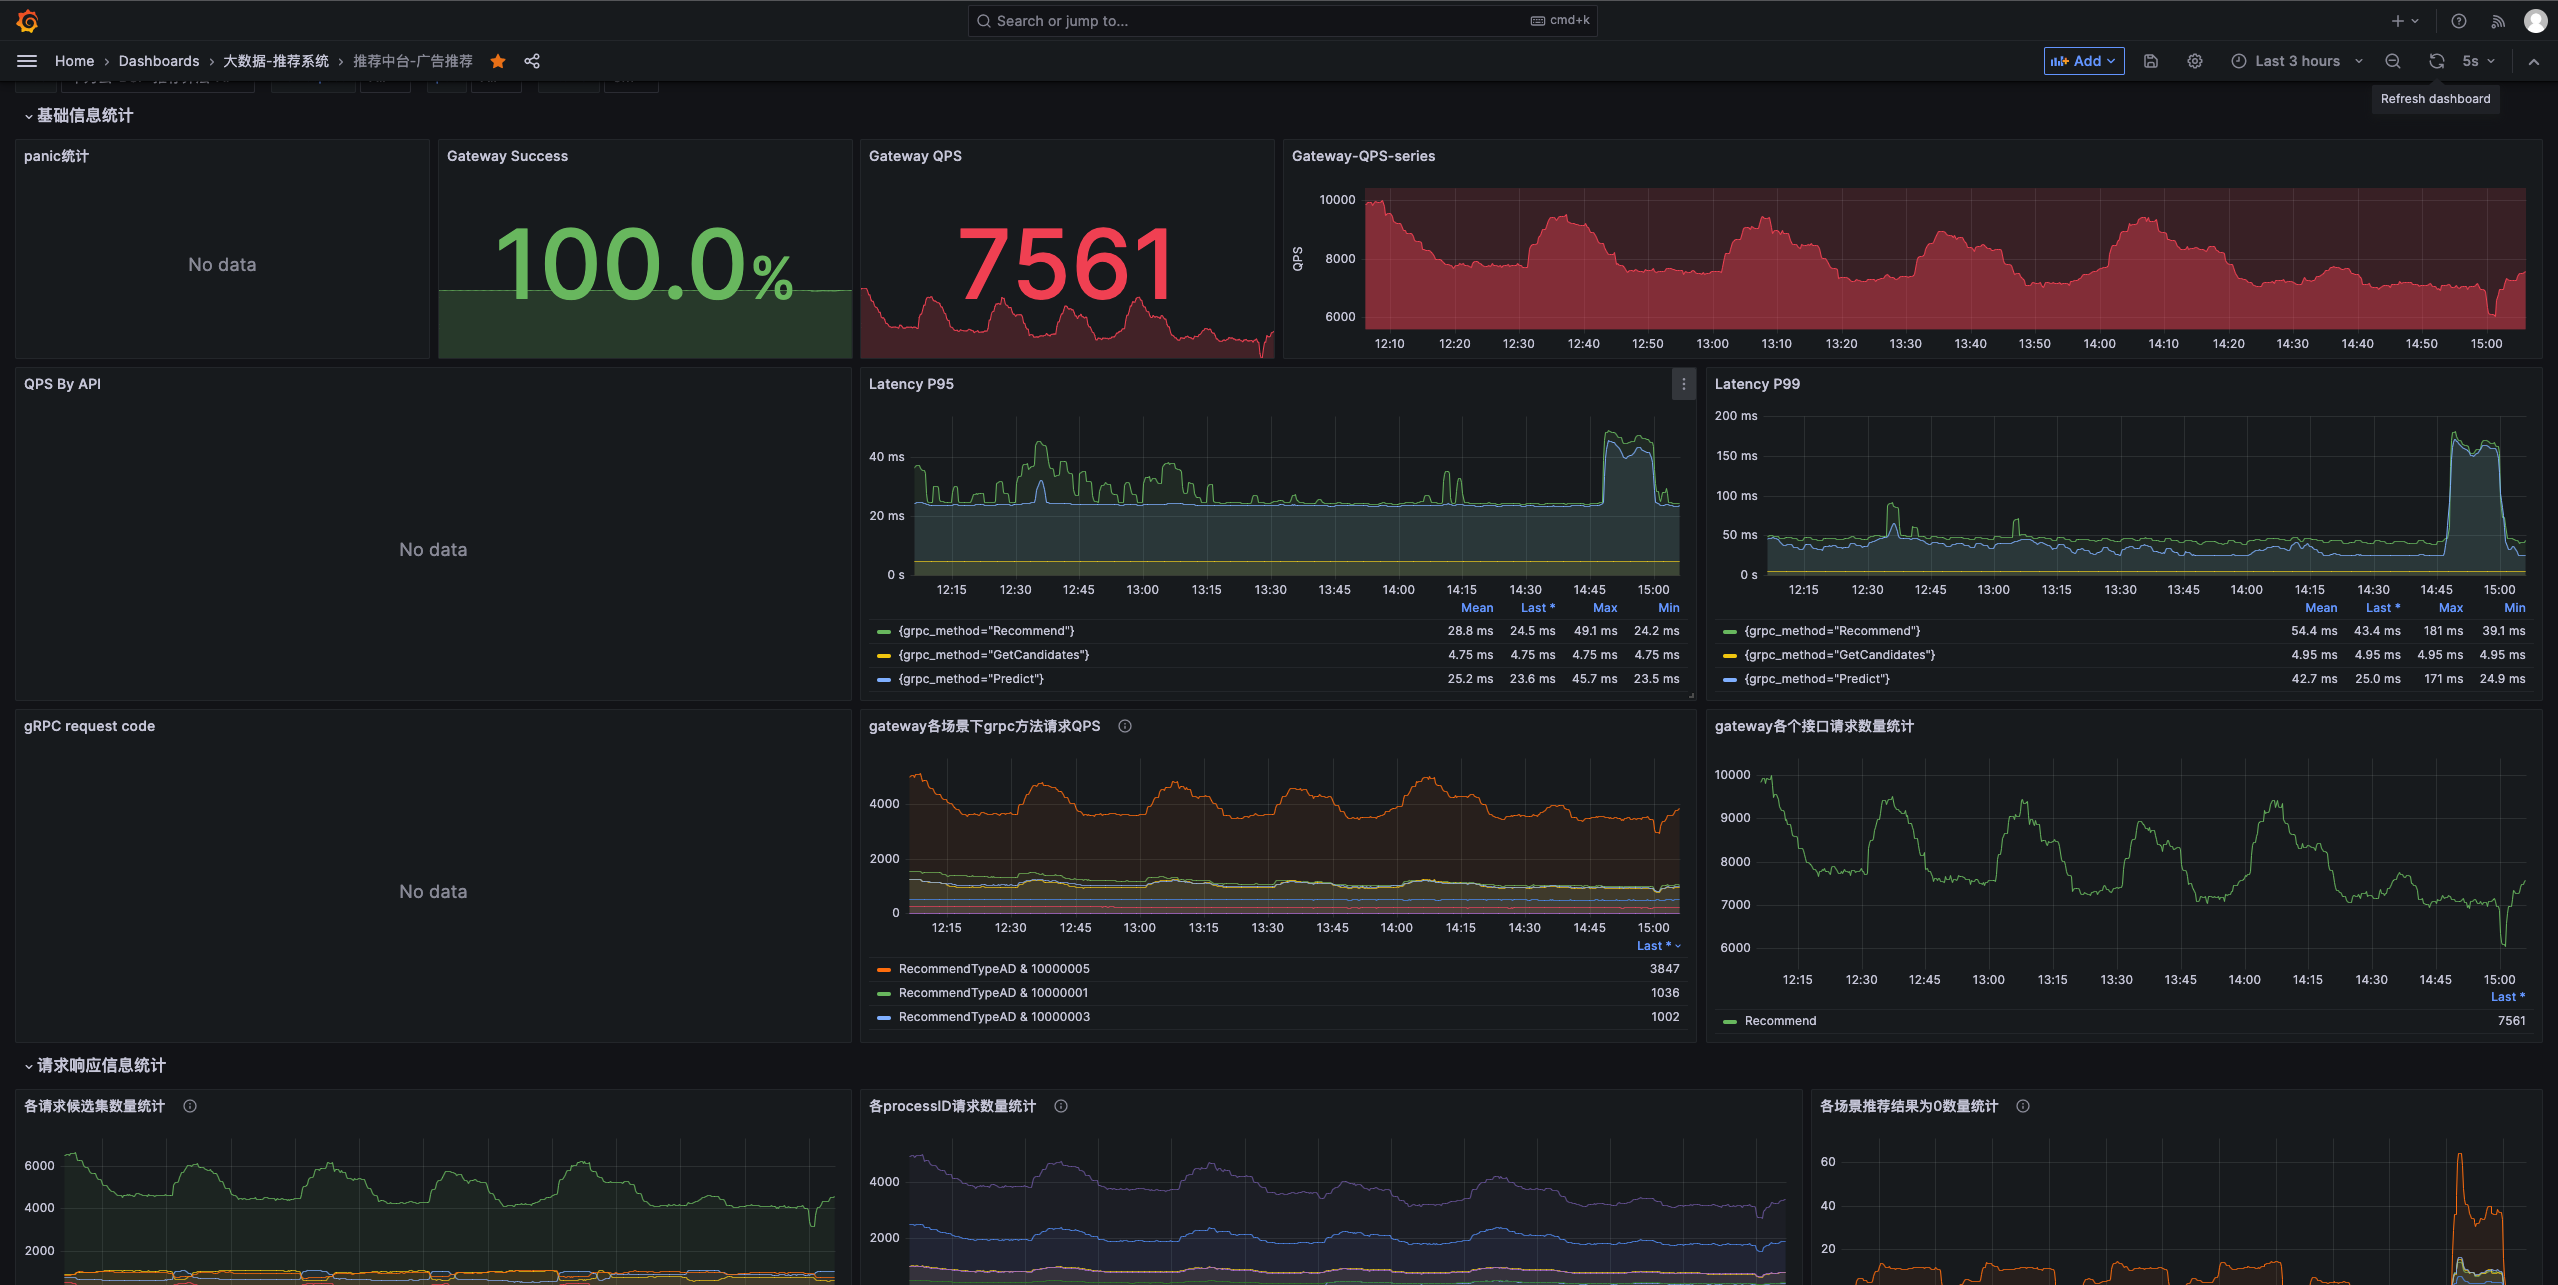 Search or jump to...
cmd+k
Home › Dashboards › 大数据-推荐系统 › 推荐中台-广告推荐
Add
Last 3 hours
5s
Refresh dashboard
基础信息统计
panic统计
No data
Gateway Success
100.0%
Gateway QPS
7561
Gateway-QPS-series
QPS
10000
8000
6000
12:10 12:20 12:30 12:40 12:50 13:00 13:10 13:20 13:30 13:40 13:50 14:00 14:10 14:20 14:30 14:40 14:50 15:00
QPS By API
No data
Latency P95
40 ms
20 ms
0 s
12:15 12:30 12:45 13:00 13:15 13:30 13:45 14:00 14:15 14:30 14:45 15:00
Mean Last * Max Min
{grpc_method="Recommend"} 28.8 ms 24.5 ms 49.1 ms 24.2 ms
{grpc_method="GetCandidates"} 4.75 ms 4.75 ms 4.75 ms 4.75 ms
{grpc_method="Predict"} 25.2 ms 23.6 ms 45.7 ms 23.5 ms
Latency P99
200 ms
150 ms
100 ms
50 ms
0 s
12:15 12:30 12:45 13:00 13:15 13:30 13:45 14:00 14:15 14:30 14:45 15:00
Mean Last * Max Min
{grpc_method="Recommend"} 54.4 ms 43.4 ms 181 ms 39.1 ms
{grpc_method="GetCandidates"} 4.95 ms 4.95 ms 4.95 ms 4.95 ms
{grpc_method="Predict"} 42.7 ms 25.0 ms 171 ms 24.9 ms
gRPC request code
No data
gateway各场景下grpc方法请求QPS
4000
2000
0
12:15 12:30 12:45 13:00 13:15 13:30 13:45 14:00 14:15 14:30 14:45 15:00
Last *
RecommendTypeAD & 10000005 3847
RecommendTypeAD & 10000001 1036
RecommendTypeAD & 10000003 1002
gateway各个接口请求数量统计
10000
9000
8000
7000
6000
12:15 12:30 12:45 13:00 13:15 13:30 13:45 14:00 14:15 14:30 14:45 15:00
Last *
Recommend 7561
请求响应信息统计
各请求候选集数量统计
6000
4000
2000
各processID请求数量统计
4000
2000
各场景推荐结果为0数量统计
60
40
20